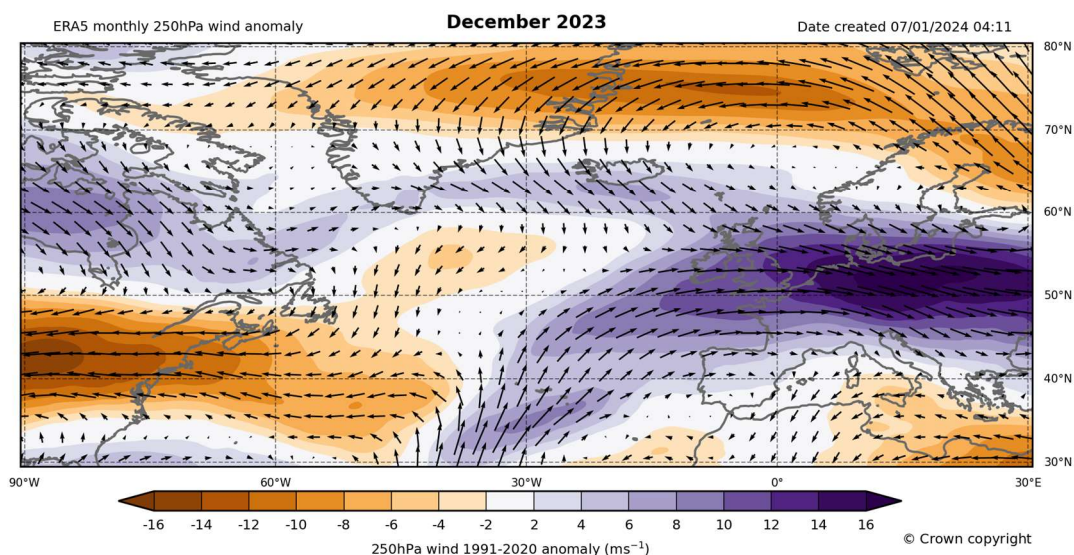 ERA5 monthly 250hPa wind anomaly
December 2023
Date created 07/01/2024 04:11
80°N
70°N
60°N
50°N
40°N
30°N
90°W 60°W 30°W 0° 30°E
-16 -14 -12 -10 -8 -6 -4 -2 2 4 6 8 10 12 14 16
250hPa wind 1991-2020 anomaly (ms⁻¹)
© Crown copyright